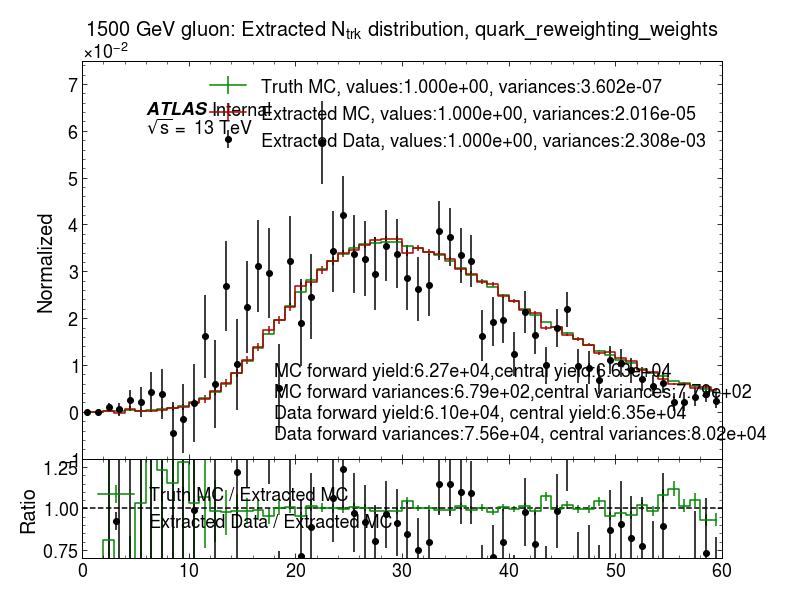 1500 GeV gluon: Extracted N_trk distribution, quark_reweighting_weights
×10⁻²
Truth MC, values:1.000e+00, variances:3.602e-07
ATLAS Internal
Extracted MC, values:1.000e+00, variances:2.016e-05
√s = 13 TeV
Extracted Data, values:1.000e+00, variances:2.308e-03
7
6
5
4
3
2
1
0
1
Normalized
MC forward yield:6.27e+04,central yield:6.63e+04
MC forward variances:6.79e+02,central variances:
Data forward yield:6.10e+04, central yield:6.35e+04
Data forward variances:7.56e+04, central variances:8.02e+04
1.25
1.00
0.75
Ratio
Truth MC / Extracted MC
Extracted Data / Extracted MC
0 10 20 30 40 50 60